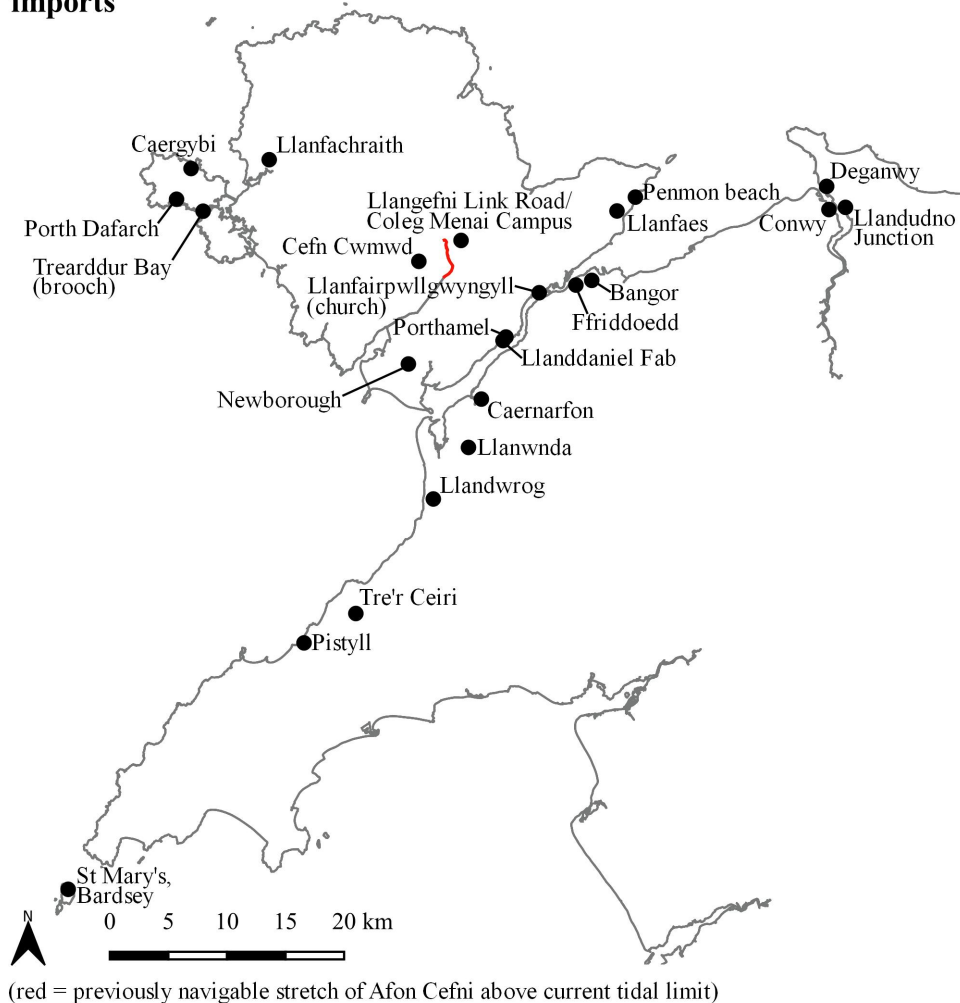 imports
Caergybi
Llanfachraith
Deganwy
Penmon beach
Llangefni Link Road/
Coleg Menai Campus
Porth Dafarch
Llanfaes
Conwy
Llandudno
Junction
Cefn Cwmwd
Trearddur Bay
(brooch)
Llanfairpwllgwyngyll
(church)
Bangor
Ffriddoedd
Porthamel
Llanddaniel Fab
Newborough
Caernarfon
Llanwnda
Llandwrog
Tre'r Ceiri
Pistyll
St Mary's,
Bardsey
N
0 5 10 15 20 km
(red = previously navigable stretch of Afon Cefni above current tidal limit)